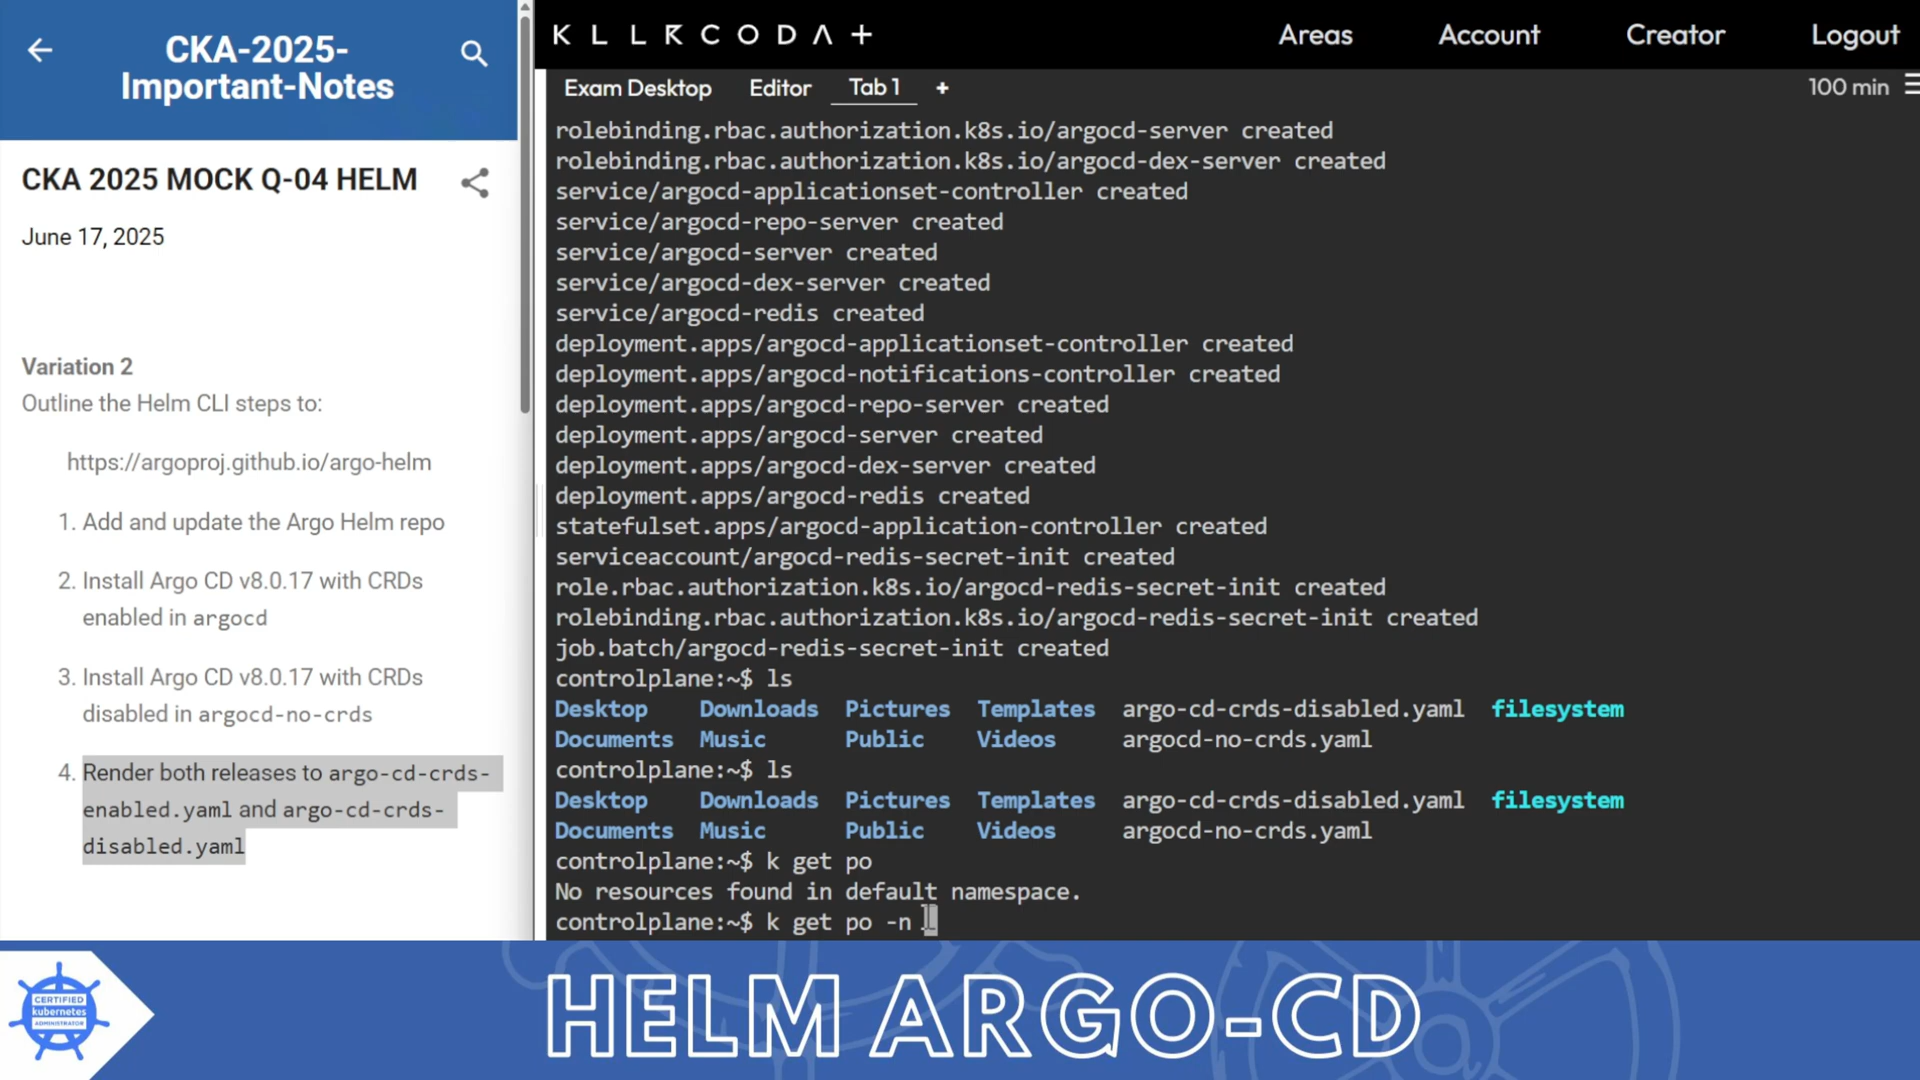 CKA-2025-
Important-Notes
CKA 2025 MOCK Q-04 HELM
June 17, 2025
Variation 2
Outline the Helm CLI steps to:
https://argoproj.github.io/argo-helm
1. Add and update the Argo Helm repo
2. Install Argo CD v8.0.17 with CRDs
enabled in argocd
3. Install Argo CD v8.0.17 with CRDs
disabled in argocd-no-crds
4. Render both releases to argo-cd-crds-
enabled.yaml and argo-cd-crds-
disabled.yaml
KLLRCODA+
Areas Account Creator Logout
Exam Desktop Editor Tab 1 + 100 min
rolebinding.rbac.authorization.k8s.io/argocd-server created
rolebinding.rbac.authorization.k8s.io/argocd-dex-server created
service/argocd-applicationset-controller created
service/argocd-repo-server created
service/argocd-server created
service/argocd-dex-server created
service/argocd-redis created
deployment.apps/argocd-applicationset-controller created
deployment.apps/argocd-notifications-controller created
deployment.apps/argocd-repo-server created
deployment.apps/argocd-server created
deployment.apps/argocd-dex-server created
deployment.apps/argocd-redis created
statefulset.apps/argocd-application-controller created
serviceaccount/argocd-redis-secret-init created
role.rbac.authorization.k8s.io/argocd-redis-secret-init created
rolebinding.rbac.authorization.k8s.io/argocd-redis-secret-init created
job.batch/argocd-redis-secret-init created
controlplane:~$ ls
Desktop Downloads Pictures Templates argo-cd-crds-disabled.yaml filesystem
Documents Music Public Videos argocd-no-crds.yaml
controlplane:~$ ls
Desktop Downloads Pictures Templates argo-cd-crds-disabled.yaml filesystem
Documents Music Public Videos argocd-no-crds.yaml
controlplane:~$ k get po
No resources found in default namespace.
controlplane:~$ k get po -n
CERTIFIED
kubernetes
ADMINISTRATOR
HELM ARGO-CD